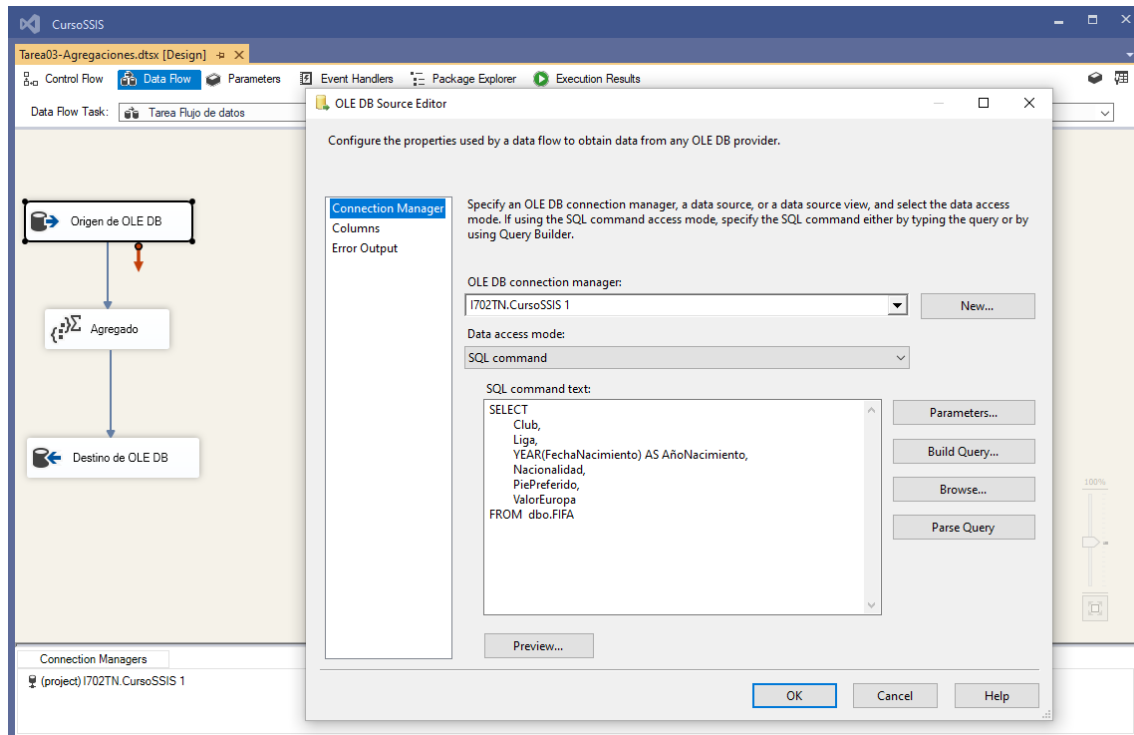 CursoSSIS
Tarea03-Agregaciones.dtsx [Design]
Control Flow Data Flow Parameters Event Handlers Package Explorer Execution Results
Data Flow Task: Tarea Flujo de datos
Origen de OLE DB
Agregado
Destino de OLE DB
OLE DB Source Editor
Configure the properties used by a data flow to obtain data from any OLE DB provider.
Connection Manager
Columns
Error Output
Specify an OLE DB connection manager, a data source, or a data source view, and select the data access
mode. If using the SQL command access mode, specify the SQL command either by typing the query or by
using Query Builder.
OLE DB connection manager:
I702TN.CursoSSIS 1
New...
Data access mode:
SQL command
SQL command text:
SELECT
Club,
Liga,
YEAR(FechaNacimiento) AS AñoNacimiento,
Nacionalidad,
PiePreferido,
ValorEuropa
FROM dbo.FIFA
Parameters...
Build Query...
Browse...
Parse Query
Preview...
OK Cancel Help
100%
Connection Managers
(project) I702TN.CursoSSIS 1